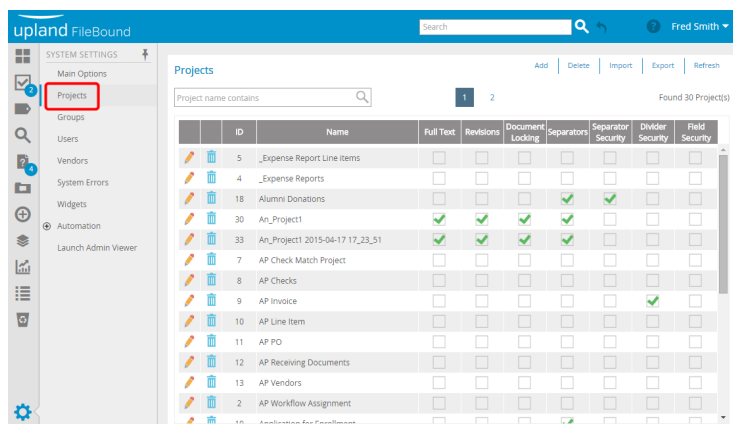 upland FileBound
Search
?
Fred Smith
SYSTEM SETTINGS
Main Options
Projects
Groups
Users
Vendors
System Errors
Widgets
Automation
Launch Admin Viewer
2
?
4
Projects
Add Delete Import Export Refresh
Project name contains
1 2
Found 30 Project(s)
ID Name Full Text Revisions Document Locking Separators Separator Security Divider Security Field Security
5 _Expense Report Line items
4 _Expense Reports
18 Alumni Donations
30 An_Project1
33 An_Project1 2015-04-17 17_23_51
7 AP Check Match Project
8 AP Checks
9 AP Invoice
10 AP Line Item
11 AP PO
12 AP Receiving Documents
13 AP Vendors
2 AP Workflow Assignment
19 Application for Enrollment